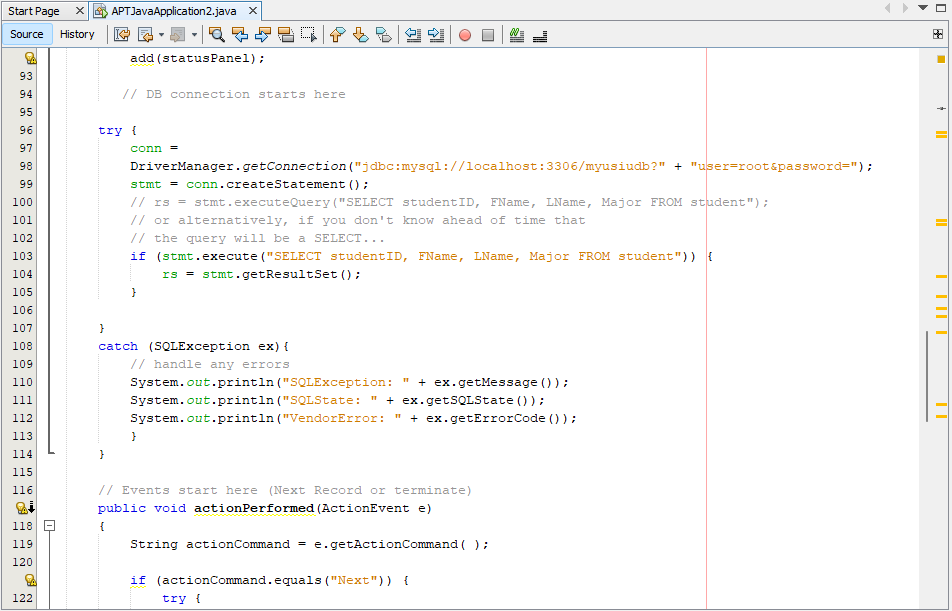 Start Page
APTJavaApplication2.java
Source History
add(statusPanel);
93
94 // DB connection starts here
95
96 try {
97 conn =
98 DriverManager.getConnection("jdbc:mysql://localhost:3306/myusiudb?" + "user=root&password=");
99 stmt = conn.createStatement();
100 // rs = stmt.executeQuery("SELECT studentID, FName, LName, Major FROM student");
101 // or alternatively, if you don't know ahead of time that
102 // the query will be a SELECT...
103 if (stmt.execute("SELECT studentID, FName, LName, Major FROM student")) {
104 rs = stmt.getResultSet();
105 }
106
107 }
108 catch (SQLException ex){
109 // handle any errors
110 System.out.println("SQLException: " + ex.getMessage());
111 System.out.println("SQLState: " + ex.getSQLState());
112 System.out.println("VendorError: " + ex.getErrorCode());
113 }
114 }
115
116 // Events start here (Next Record or terminate)
public void actionPerformed(ActionEvent e)
118 {
119 String actionCommand = e.getActionCommand( );
120
if (actionCommand.equals("Next")) {
122 try {